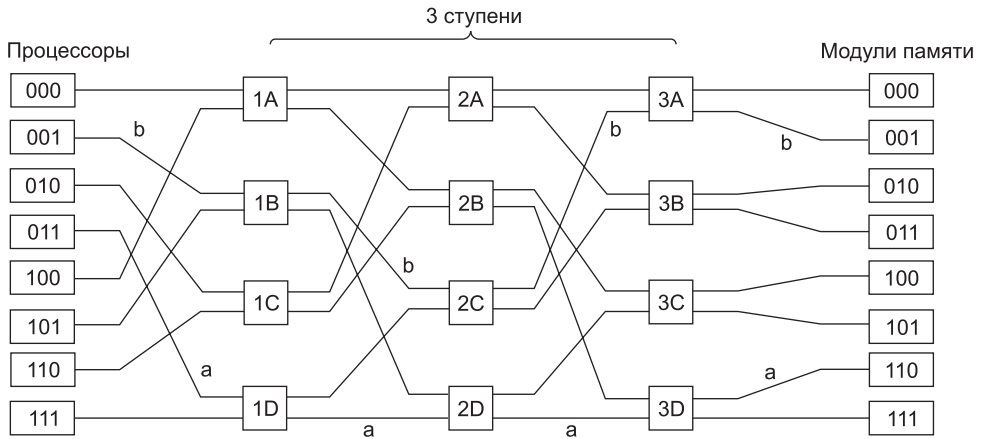 3 ступени
Процессоры
Модули памяти
000
1A
2A
3A
000
001
b
b
b
001
010
1B
2B
3B
010
011
011
100
b
100
1C
2C
3C
101
101
110
a
a
110
1D
2D
3D
111
a
a
111